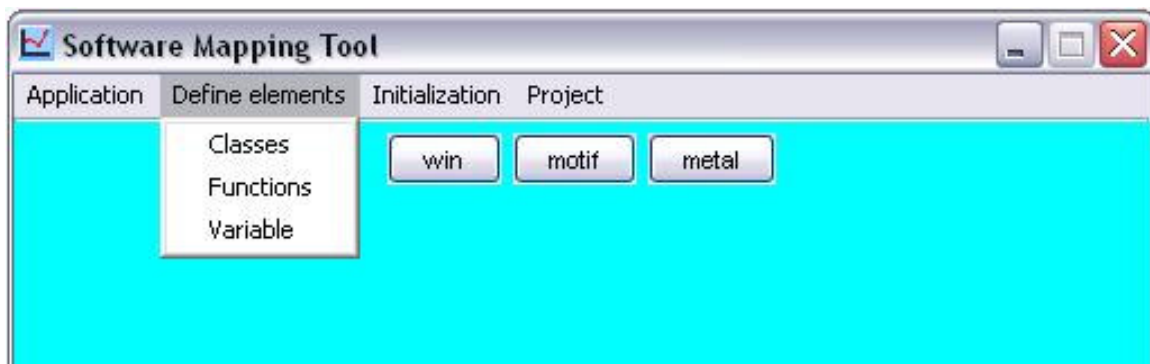 Software Mapping Tool
Application Define elements Initialization Project
Classes
win motif metal
Functions
Variable